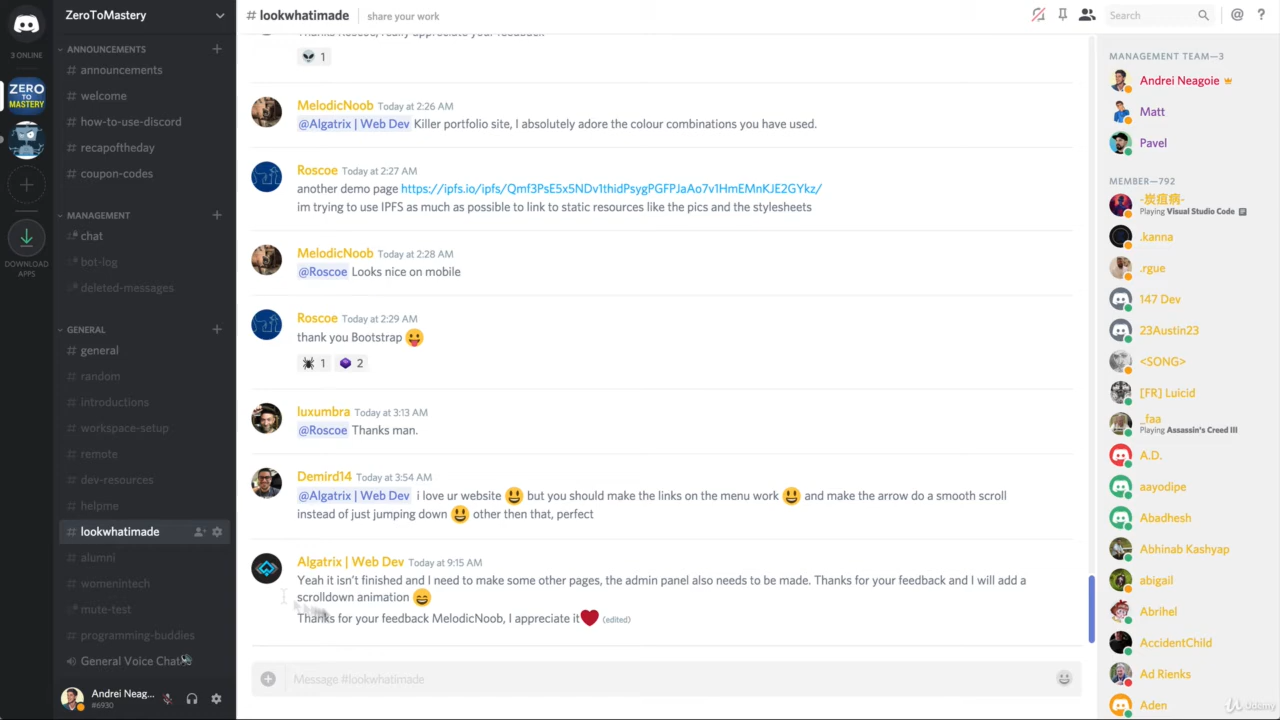 3 ONLINE
ZERO
TO
MASTERY
DOWNLOAD
APPS
ZeroToMastery
ANNOUNCEMENTS
# announcements
# welcome
# how-to-use-discord
# recapoftheday
# coupon-codes
MANAGEMENT
chat
bot-log
deleted-messages
GENERAL
# general
# random
# introductions
# workspace-setup
# remote
# dev-resources
# helpme
# lookwhatimade
# alumni
# womenintech
# mute-test
# programming-buddies
General Voice Chat
Andrei Neag...
#6930
# lookwhatimade share your work
Search
1
MelodicNoob Today at 2:26 AM
@Algatrix | Web Dev Killer portfolio site, I absolutely adore the colour combinations you have used.
Roscoe Today at 2:27 AM
another demo page https://ipfs.io/ipfs/Qmf3PsE5x5NDv1thidPsygPGFPJaAo7v1HmEMnKJE2GYkz/
im trying to use IPFS as much as possible to link to static resources like the pics and the stylesheets
MelodicNoob Today at 2:28 AM
@Roscoe Looks nice on mobile
Roscoe Today at 2:29 AM
thank you Bootstrap 😛
1 2
luxumbra Today at 3:13 AM
@Roscoe Thanks man.
Demird14 Today at 3:54 AM
@Algatrix | Web Dev i love ur website 😃 but you should make the links on the menu work 😃 and make the arrow do a smooth scroll
instead of just jumping down 😃 other then that, perfect
Algatrix | Web Dev Today at 9:15 AM
Yeah it isn't finished and I need to make some other pages, the admin panel also needs to be made. Thanks for your feedback and I will add a
scrolldown animation 😄
Thanks for your feedback MelodicNoob, I appreciate it❤️ (edited)
Message #lookwhatimade
MANAGEMENT TEAM—3
Andrei Neagoie
Matt
Pavel
MEMBER—792
Playing Visual Studio Code
.kanna
.rgue
147 Dev
23Austin23
<SONG>
[FR] Luicid
_faa
Playing Assassin's Creed III
A.D.
aayodipe
Abadhesh
Abhinab Kashyap
abigail
Abrihel
AccidentChild
Ad Rienks
Aden
Udemy